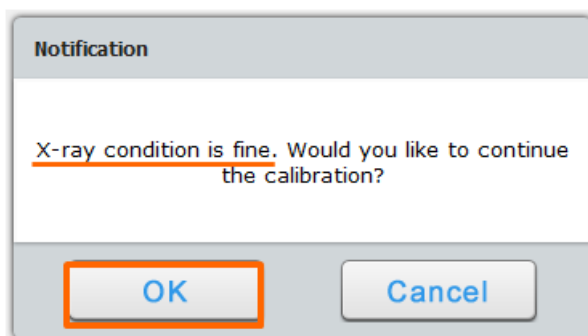 Notification
X-ray condition is fine. Would you like to continue
the calibration?
OK
Cancel